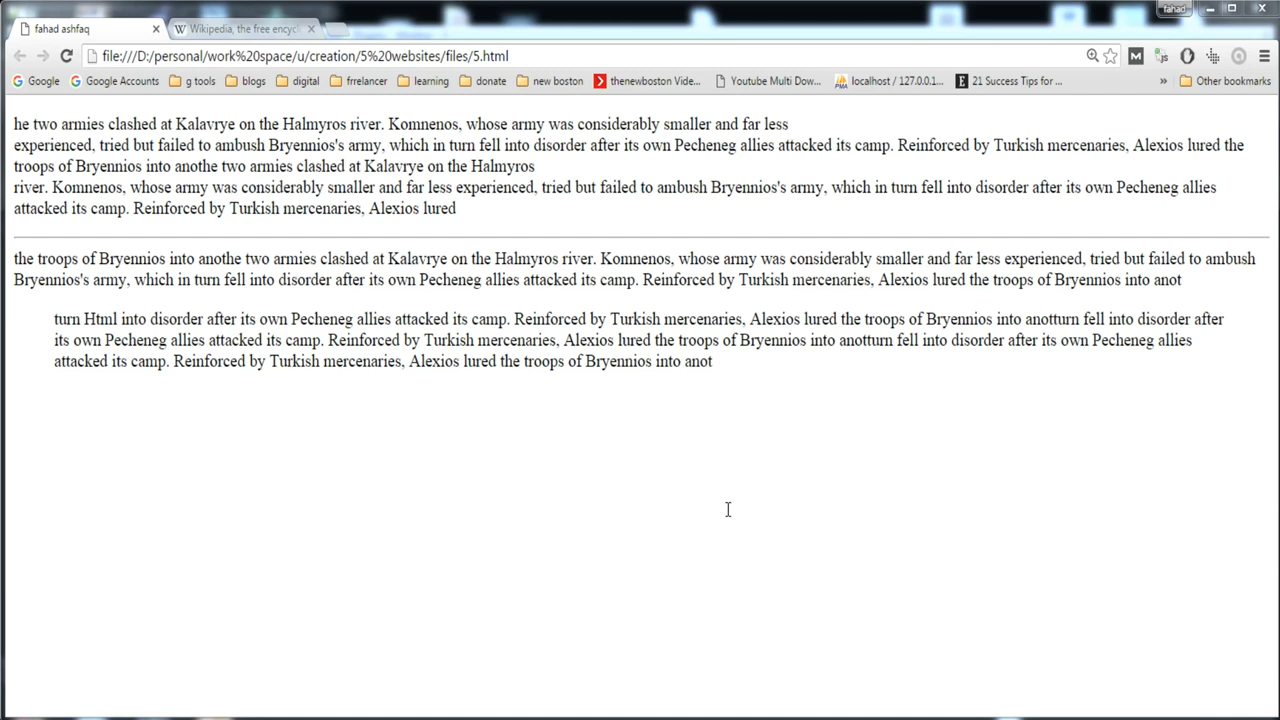 fahad
fahad ashfaq
Wikipedia, the free encycl
file:///D:/personal/work%20space/u/creation/5%20websites/files/5.html
Google Google Accounts g tools blogs digital frrelancer learning donate new boston thenewboston Vide... Youtube Multi Dow... localhost / 127.0.0.1... 21 Success Tips for ... » Other bookmarks
he two armies clashed at Kalavrye on the Halmyros river. Komnenos, whose army was considerably smaller and far less
experienced, tried but failed to ambush Bryennios's army, which in turn fell into disorder after its own Pecheneg allies attacked its camp. Reinforced by Turkish mercenaries, Alexios lured the
troops of Bryennios into anothe two armies clashed at Kalavrye on the Halmyros
river. Komnenos, whose army was considerably smaller and far less experienced, tried but failed to ambush Bryennios's army, which in turn fell into disorder after its own Pecheneg allies
attacked its camp. Reinforced by Turkish mercenaries, Alexios lured
the troops of Bryennios into anothe two armies clashed at Kalavrye on the Halmyros river. Komnenos, whose army was considerably smaller and far less experienced, tried but failed to ambush
Bryennios's army, which in turn fell into disorder after its own Pecheneg allies attacked its camp. Reinforced by Turkish mercenaries, Alexios lured the troops of Bryennios into anot
turn Html into disorder after its own Pecheneg allies attacked its camp. Reinforced by Turkish mercenaries, Alexios lured the troops of Bryennios into anotturn fell into disorder after
its own Pecheneg allies attacked its camp. Reinforced by Turkish mercenaries, Alexios lured the troops of Bryennios into anotturn fell into disorder after its own Pecheneg allies
attacked its camp. Reinforced by Turkish mercenaries, Alexios lured the troops of Bryennios into anot